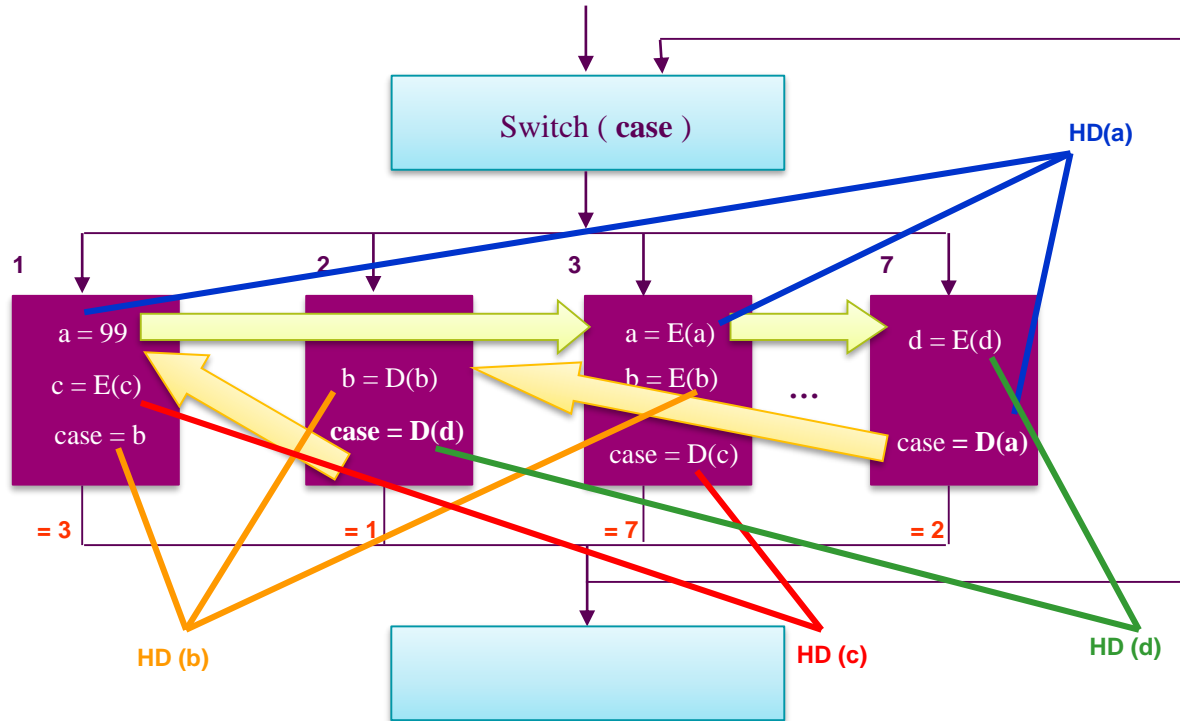 Switch ( case )
HD(a)
1
2
3
7
a = 99
c = E(c)
case = b
b = D(b)
case = D(d)
a = E(a)
b = E(b)
case = D(c)
...
d = E(d)
case = D(a)
= 3
= 1
= 7
= 2
HD (b)
HD (c)
HD (d)